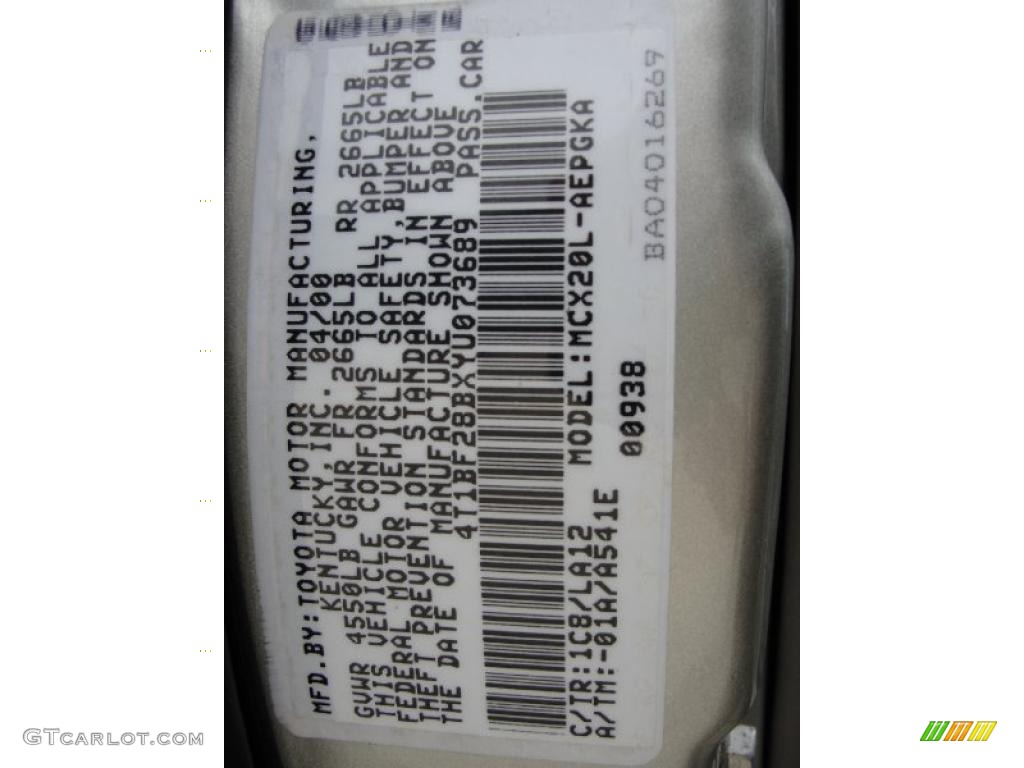 MFD.BY:TOYOTA MOTOR MANUFACTURING,
KENTUCKY,INC. 04/00
GVWR 4550LB GAWR FR 2665LB RR 2665LB
THIS VEHICLE CONFORMS TO ALL APPLICABLE
FEDERAL MOTOR VEHICLE SAFETY,BUMPER AND
THEFT PREVENTION STANDARDS IN EFFECT ON
THE DATE OF MANUFACTURE SHOWN ABOVE
4T1BF28BXYU073689 PASS.CAR
C/TR:1C8/LA12 MODEL:MCX20L-AEPGKA
A/TM:-01A/A541E 00938
BA04016269
GTCARLOT.COM